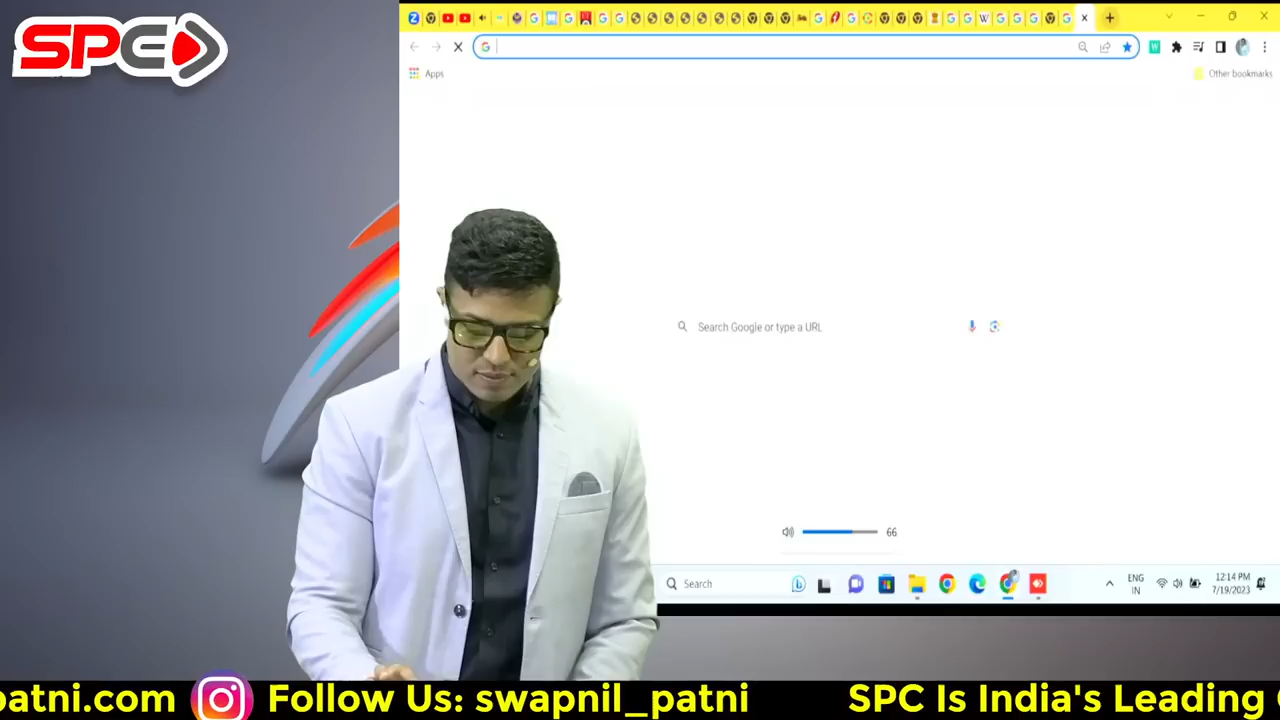 SPC
Apps
Other bookmarks
Search Google or type a URL
66
Search
ENG
IN
12:14 PM
7/19/2023
patni.com Follow Us: swapnil_patni SPC Is India's Leading